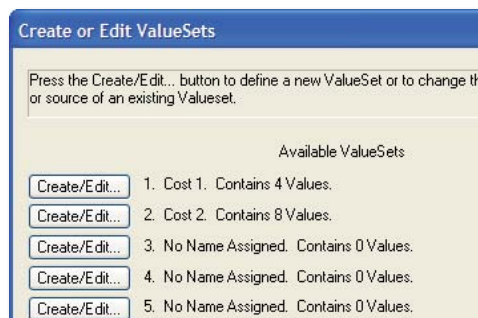 Create or Edit ValueSets
Press the Create/Edit... button to define a new ValueSet or to change
or source of an existing Valueset.
Available ValueSets
Create/Edit... 1. Cost 1. Contains 4 Values.
Create/Edit... 2. Cost 2. Contains 8 Values.
Create/Edit... 3. No Name Assigned. Contains 0 Values.
Create/Edit... 4. No Name Assigned. Contains 0 Values.
Create/Edit... 5. No Name Assigned. Contains 0 Values.